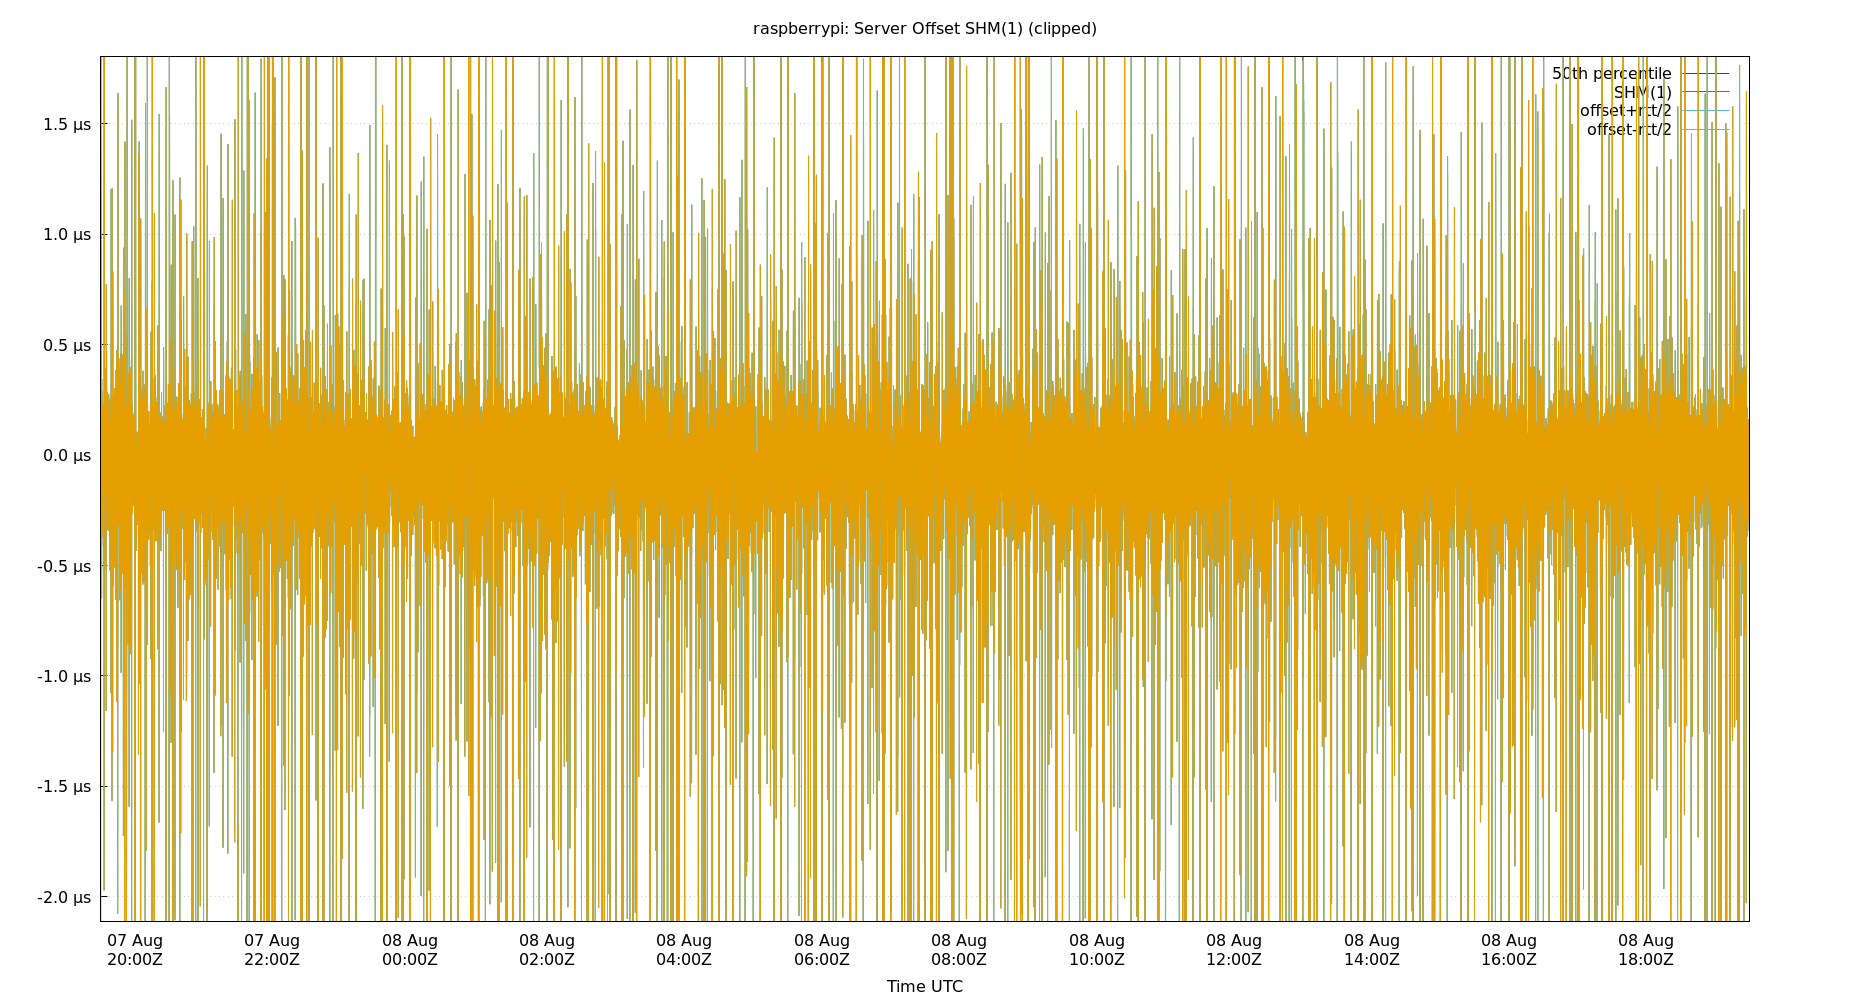 raspberrypi: Server Offset SHM(1) (clipped)
50th percentile
SHM(1)
offset+rtt/2
offset-rtt/2
1.5 µs
1.0 µs
0.5 µs
0.0 µs
-0.5 µs
-1.0 µs
-1.5 µs
-2.0 µs
07 Aug 07 Aug 08 Aug 08 Aug 08 Aug 08 Aug 08 Aug 08 Aug 08 Aug 08 Aug 08 Aug 08 Aug
20:00Z 22:00Z 00:00Z 02:00Z 04:00Z 06:00Z 08:00Z 10:00Z 12:00Z 14:00Z 16:00Z 18:00Z
Time UTC